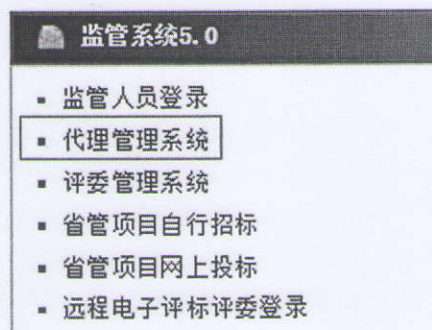 监管系统5.0
监管人员登录
代理管理系统
评委管理系统
省管项目自行招标
省管项目网上投标
远程电子评标评委登录